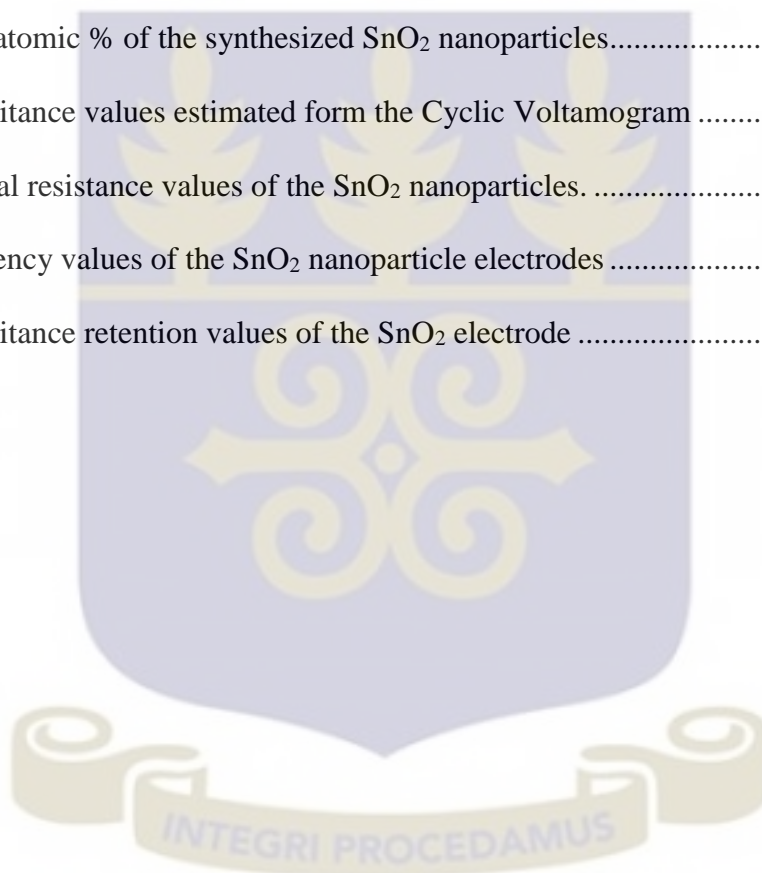 atomic % of the synthesized SnO₂ nanoparticles....................
itance values estimated form the Cyclic Voltamogram ........
al resistance values of the SnO₂ nanoparticles. .....................
ency values of the SnO₂ nanoparticle electrodes ...................
itance retention values of the SnO₂ electrode .......................
INTEGRI PROCEDAMUS